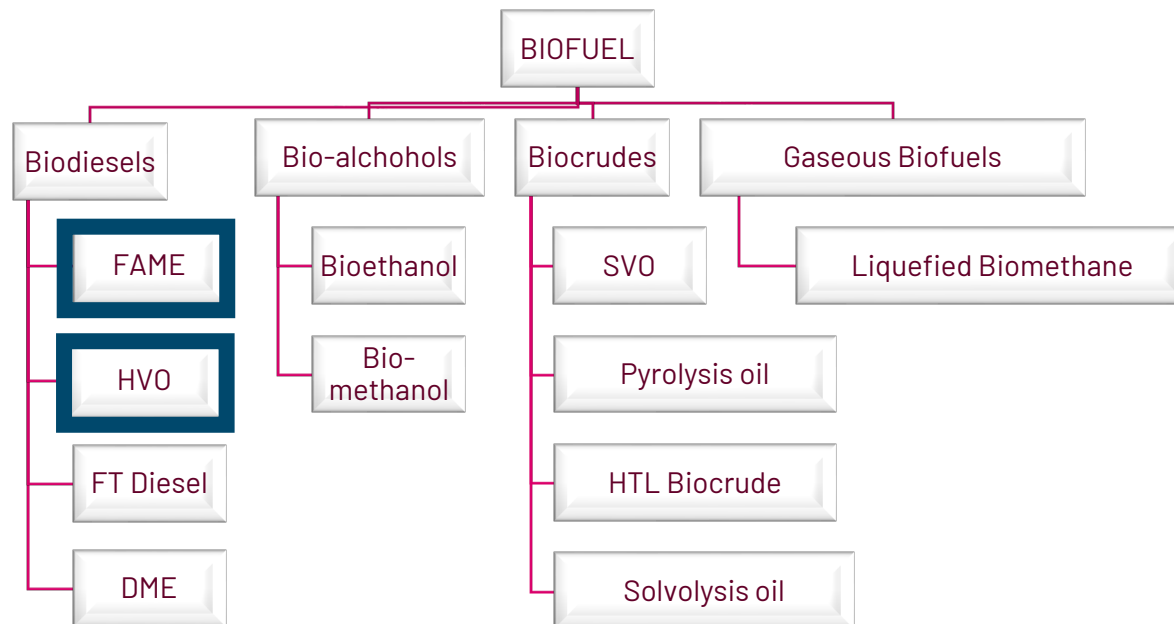 BIOFUEL
Biodiesels
FAME
HVO
FT Diesel
DME
Bio-alchohols
Bioethanol
Bio-
methanol
Biocrudes
SVO
Pyrolysis oil
HTL Biocrude
Solvolysis oil
Gaseous Biofuels
Liquefied Biomethane